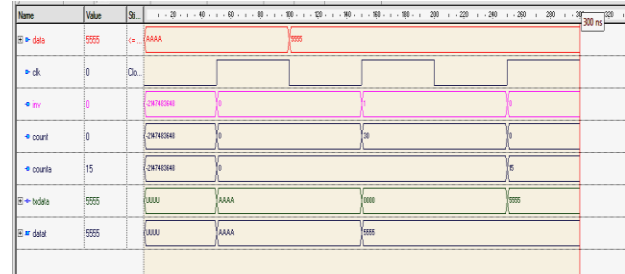 Name Value Sti... 20 40 60 80 100 120 140 160 180 200 220 240 260 280 320
300 ns
data 5555 <= ... AAAA 5555
clk 0 Clo...
inv 0 -2147483648 0 1 0
count 0 -2147483648 0 30 0
counta 15 -2147483648 0 15
txdata 5555 UUUU AAAA 0000 5555
datat 5555 UUUU AAAA 5555